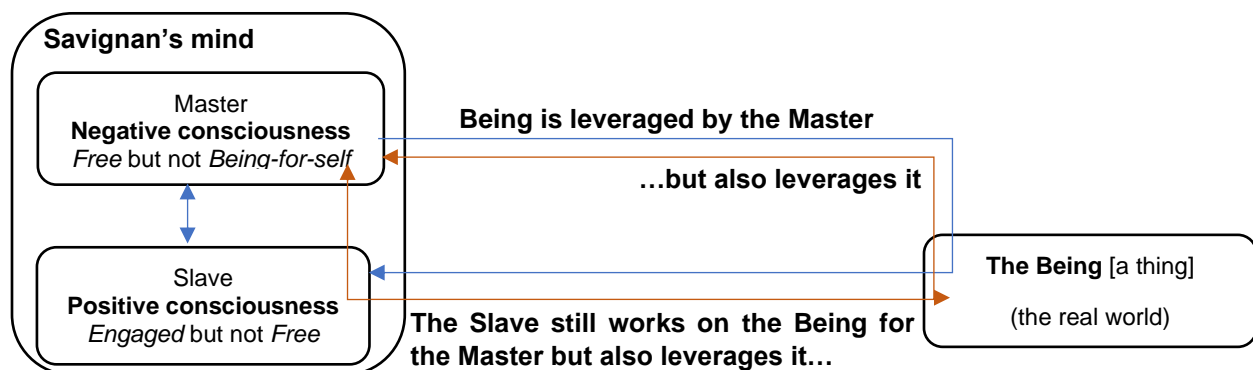 Savignan’s mind
Master
Negative consciousness
Free but not Being-for-self
Being is leveraged by the Master
…but also leverages it
Slave
Positive consciousness
Engaged but not Free
The Being [a thing]
(the real world)
The Slave still works on the Being for
the Master but also leverages it…